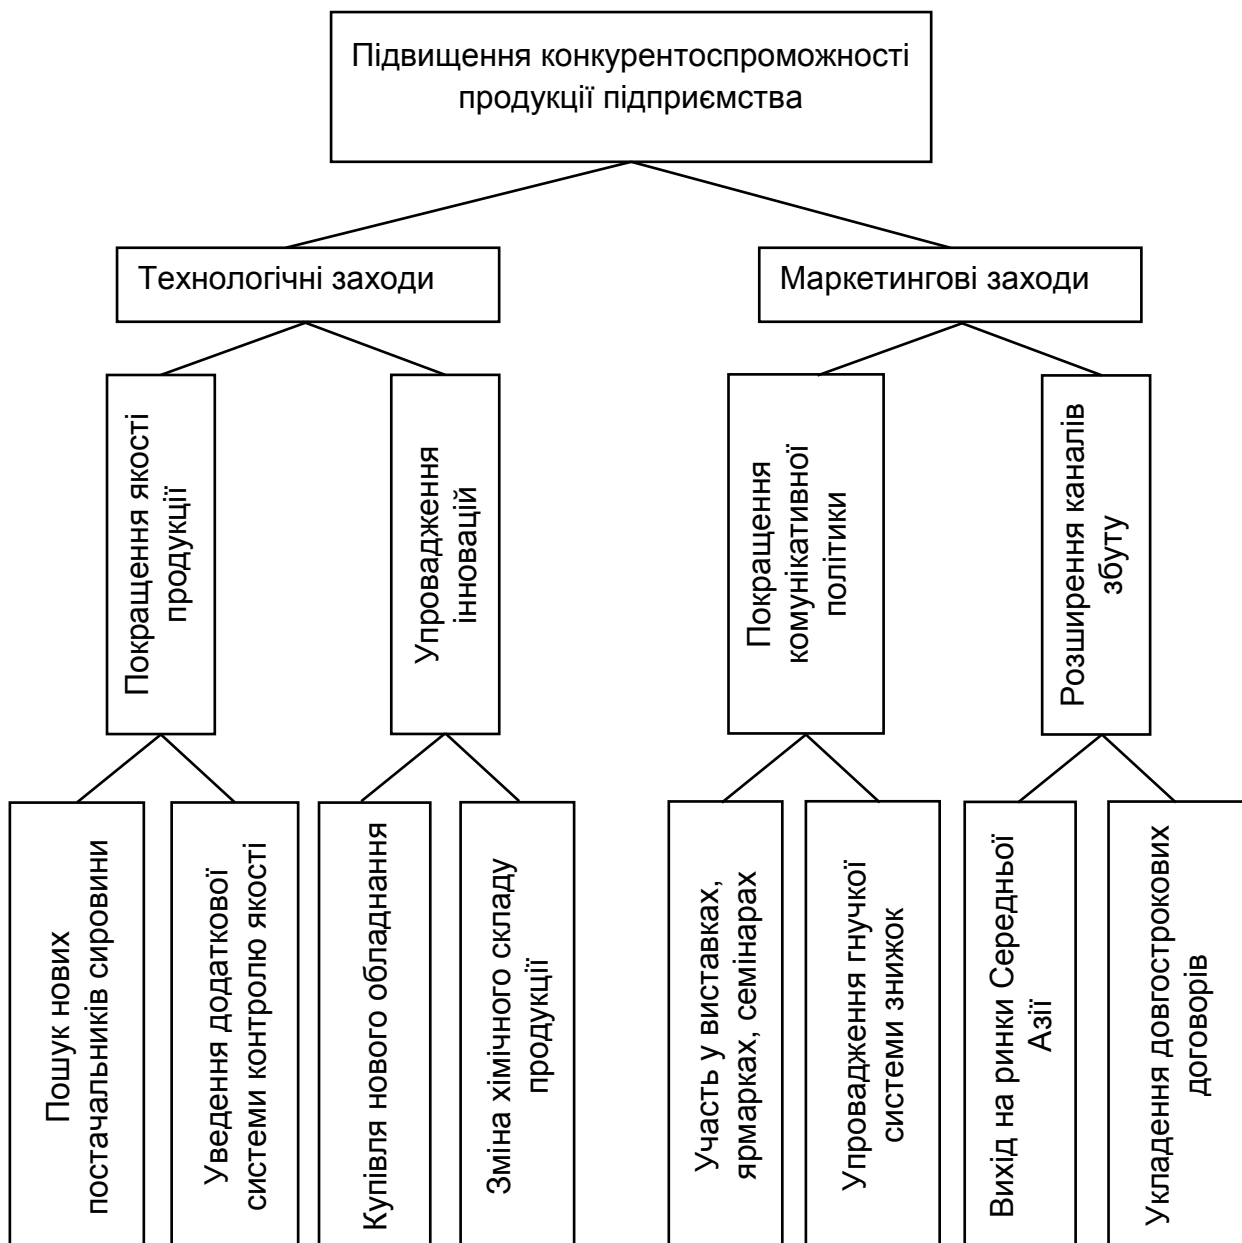 Підвищення конкурентоспроможності
продукції підприємства
Технологічні заходи
Маркетингові заходи
Покращення якості
продукції
Упровадження
інновацій
Покращення
комунікативної
політики
Розширення каналів
збуту
Пошук нових
постачальників сировини
Уведення додаткової
системи контролю якості
Купівля нового обладнання
Зміна хімічного складу
продукції
Участь у виставках,
ярмарках, семінарах
Упровадження гнучкої
системи знижок
Вихід на ринки Середньої
Азії
Укладення довгострокових
договорів